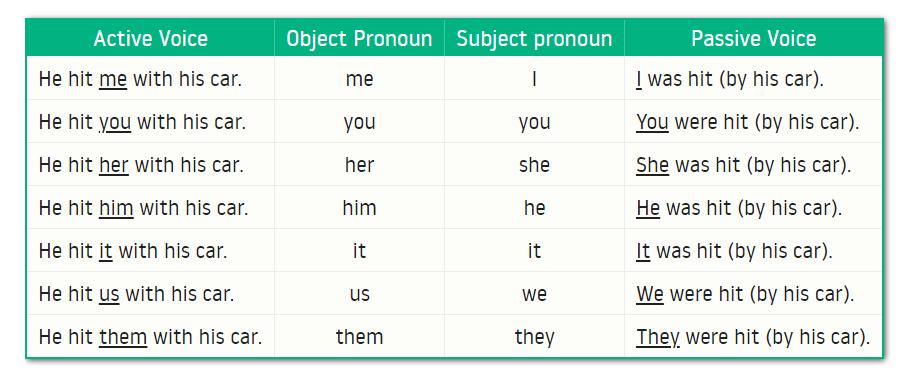 Active Voice Object Pronoun Subject pronoun Passive Voice
He hit me with his car. me I I was hit (by his car).
He hit you with his car. you you You were hit (by his car).
He hit her with his car. her she She was hit (by his car).
He hit him with his car. him he He was hit (by his car).
He hit it with his car. it it It was hit (by his car).
He hit us with his car. us we We were hit (by his car).
He hit them with his car. them they They were hit (by his car).